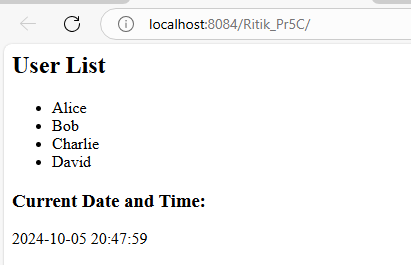 localhost:8084/Ritik_Pr5C/
User List
• Alice
• Bob
• Charlie
• David
Current Date and Time:
2024-10-05 20:47:59